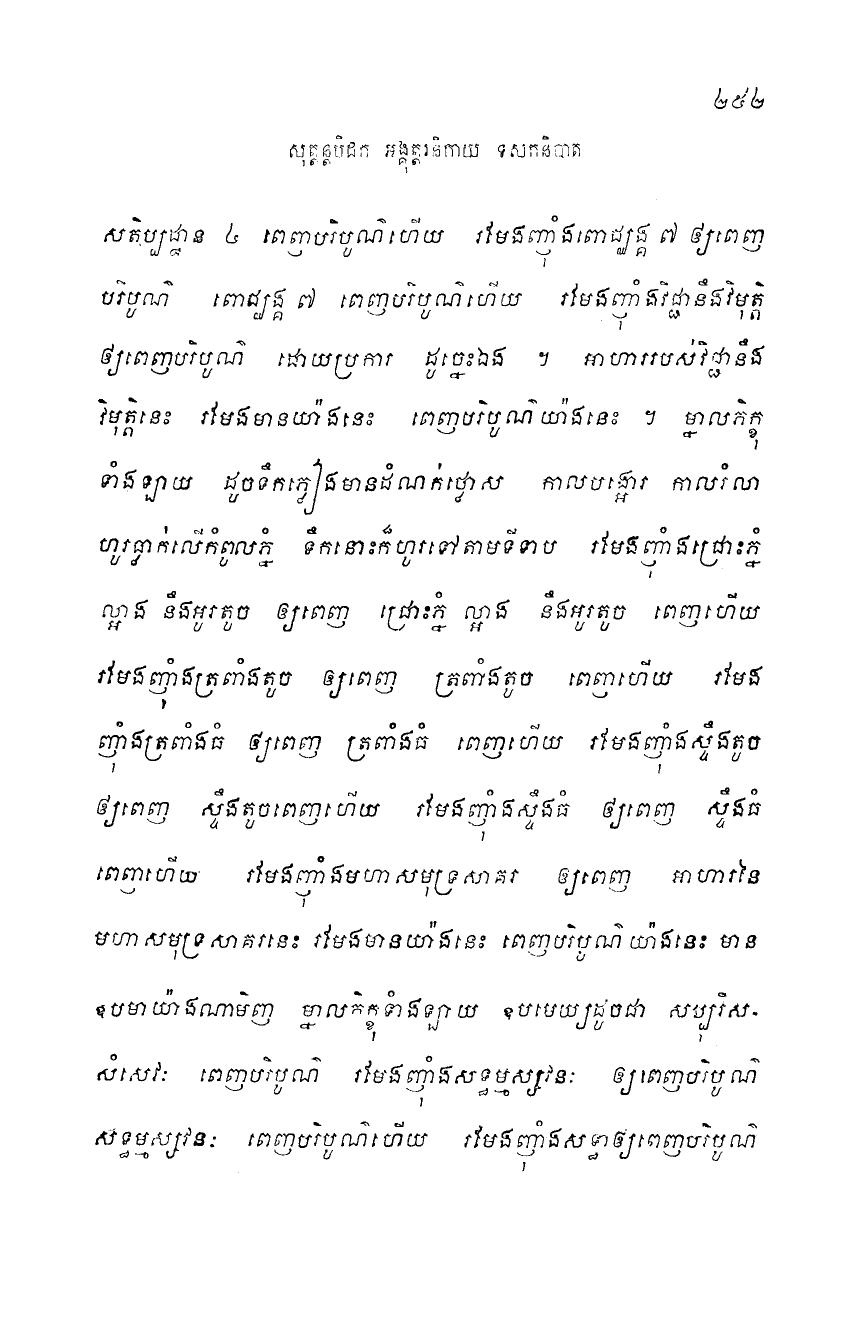 ២៥២
សុត្តន្តបិដក អង្គុត្តរនិកាយ ទសកនិបាត
សតិប្បដ្ឋាន ៤ ពេញបរិបូណ៌ហើយ រមែងញុំាងពោជ្ឈង្គ ៧ ឲ្យពេញ
បរិបូណ៌ ពោជ្ឈង្គ ៧ ពេញបរិបូណ៌ហើយ រមែងញុំាងវិជ្ជានឹងវិមុត្តិ
ឲ្យពេញបរិបូណ៌ ដោយប្រការ ដូច្នេះឯង ។ អាហាររបស់វិជ្ជានឹង
វិមុត្តិនេះ រមែងមានយ៉ាងនេះ ពេញបរិបូណ៌យ៉ាងនេះ ។ ម្នាលភិក្ខុ
ទាំងឡាយ ដូចទឹកភ្លៀងមានដំណក់ថ្មោស កាលបង្អោរ កាលរំលា
ហូរធ្លាក់លើកំពូលភ្នំ ទឹកនោះក៏ហូរទៅតាមទីទាប រមែងញុំាងជ្រោះភ្នំ
ល្អាង នឹងអូរតូច ឲ្យពេញ ជ្រោះភ្នំ ល្អាង នឹងអូរតូច ពេញហើយ
រមែងញុំាងត្រពាំងតូច ឲ្យពេញ ត្រពាំងតូច ពេញហើយ រមែង
ញុំាងត្រពាំងធំ ឲ្យពេញ ត្រពាំងធំ ពេញហើយ រមែងញុំាងស្ទឹងតូច
ឲ្យពេញ ស្ទឹងតូចពេញហើយ រមែងញុំាងស្ទឹងធំ ឲ្យពេញ ស្ទឹងធំ
ពេញហើយ រមែងញុំាងមហាសមុទ្រសាគរ ឲ្យពេញ អាហារនៃ
មហាសមុទ្រសាគរនេះ រមែងមានយ៉ាងនេះ ពេញបរិបូណ៌យ៉ាងនេះ មាន
ឧបមាយ៉ាងណាមិញ ម្នាលភិក្ខុទាំងឡាយ ឧបមេយ្យដូចជា សប្បុរិស-
សំសេវៈ ពេញបរិបូណ៌ រមែងញុំាងសទ្ធម្មស្សវនៈ ឲ្យពេញបរិបូណ៌
សទ្ធម្មស្សវនៈ ពេញបរិបូណ៌ហើយ រមែងញុំាងសទ្ធាឲ្យពេញបរិបូណ៌